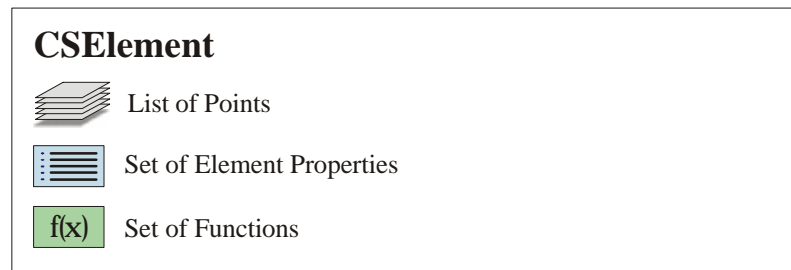 CSElement
List of Points
Set of Element Properties
f(x) Set of Functions